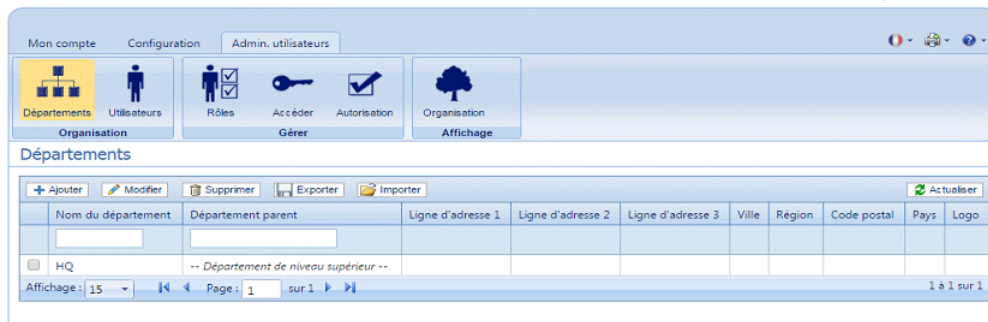 Mon compte Configuration Admin. utilisateurs
Départements Utilisateurs Rôles Accéder Autorisation Organisation
Organisation Gérer Affichage
Départements
Ajouter Modifier Supprimer Exporter Importer Actualiser
Nom du département Département parent Ligne d'adresse 1 Ligne d'adresse 2 Ligne d'adresse 3 Ville Région Code postal Pays Logo
HQ -- Département de niveau supérieur --
Affichage : 15 Page : 1 sur 1 1 à 1 sur 1